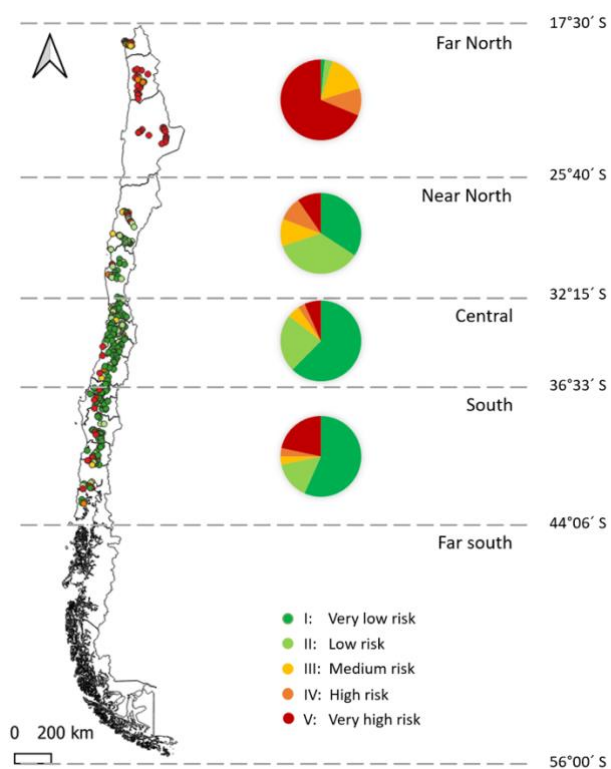 17°30´ S
Far North
25°40´ S
Near North
32°15´ S
Central
36°33´ S
South
44°06´ S
Far south
I: Very low risk
II: Low risk
III: Medium risk
IV: High risk
V: Very high risk
0 200 km
56°00´ S